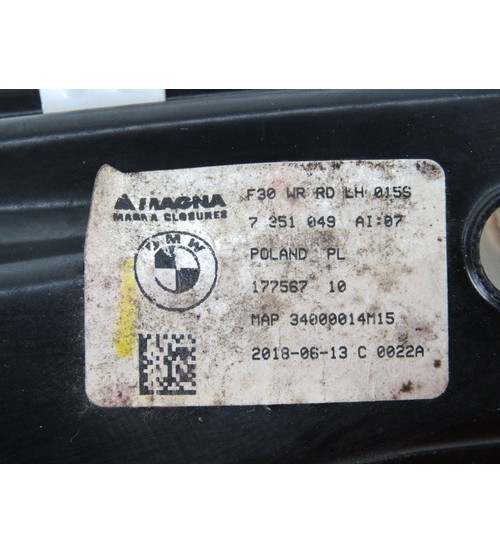 MAGNA
MAGNA CLOSURES
BMW
F30 WR RD LH 015S
7 351 049 AI:07
POLAND PL
177567 10
MAP 34000014M15
2018-06-13 C 0022A